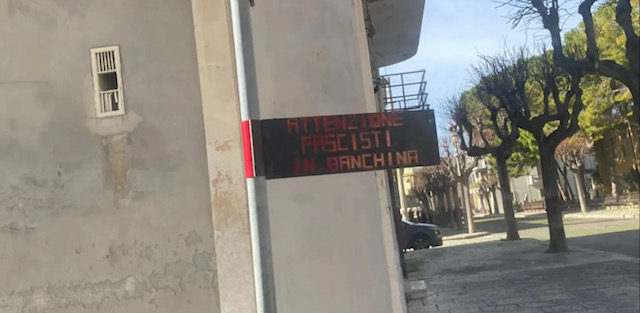 ATTENZIONE
FASCISTI
IN BANCHINA